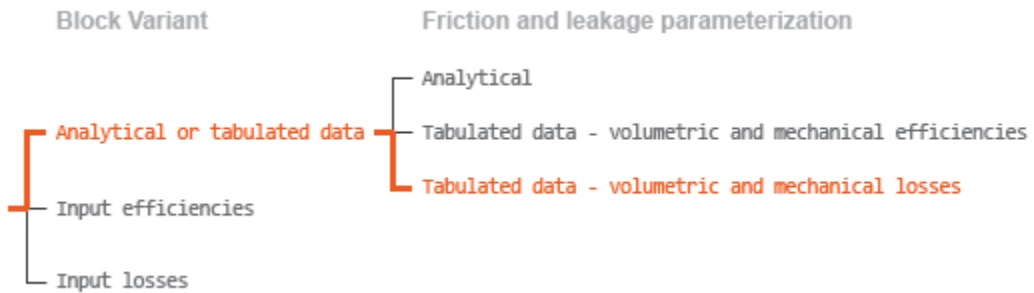 Block Variant
Friction and leakage parameterization
Analytical
Analytical or tabulated data
Tabulated data - volumetric and mechanical efficiencies
Tabulated data - volumetric and mechanical losses
Input efficiencies
Input losses